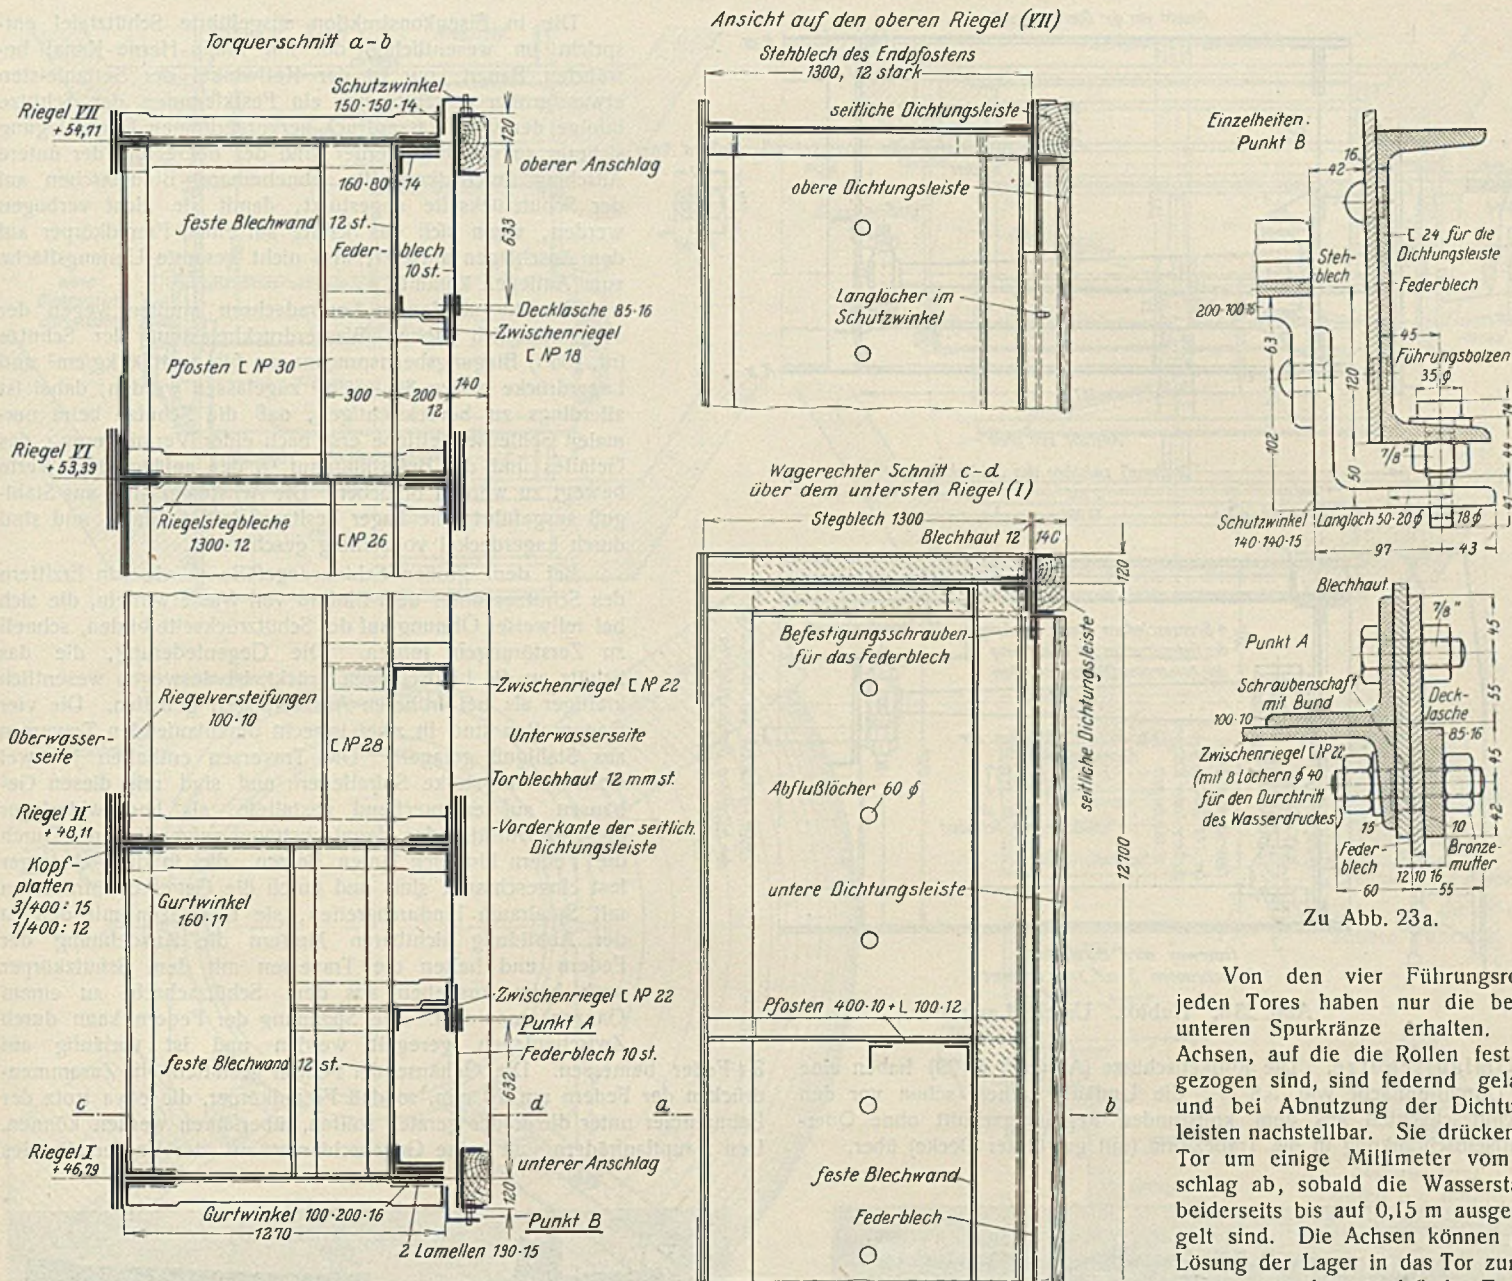 Torquerschnitt a-b
Schutzwinkel
150·150·14
Riegel VII
+54,71
120
oberer Anschlag
160·80·14
feste Blechwand 12 st.
Feder-blech
10 st.
633
Decklasche 85·16
Zwischenriegel
[ NP 18
Pfosten [ NP 30
300
200
12
140
Riegel VI
+53,39
Riegelstegbleche
1300·12
[ NP 26
Zwischenriegel [ NP 22
Riegelversteifungen
100·10
[ NP 28
Oberwasser-
seite
Unterwasserseite
Torblechhaut 12 mm st.
Riegel II
+48,11
Vorderkante der seitlich.
Dichtungsleiste
Kopf-
platten
3/400:15
1/400:12
Gurtwinkel
160·17
Zwischenriegel [ NP 22
Punkt A
Federblech 10 st.
feste Blechwand 12 st.
632
c
d
Riegel I
+46,79
unterer Anschlag
120
Gurtwinkel 100·200·16
1270
Punkt B
2 Lamellen 190·15
Ansicht auf den oberen Riegel (VII)
Stehblech des Endpfostens
1300, 12 stark
seitliche Dichtungsleiste
obere Dichtungsleiste
Langlöcher im
Schutzwinkel
Wagerechter Schnitt c-d
über dem untersten Riegel (I)
Stegblech 1300
Blechhaut 12
140
120
Befestigungsschrauben
für das Federblech
seitliche Dichtungsleiste
Abflußlöcher 60 ϕ
12700
untere Dichtungsleiste
Pfosten 400·10 + L 100·12
a
b
feste Blechwand
Federblech
Einzelheiten.
Punkt B
16
42
[ 24 für die
Dichtungsleiste
Steh-
blech
Federblech
200·100·16
45
63
Führungsbolzen
35 ϕ
120
14
102
7/8"
44
50
41
Schutzwinkel
140·140·15
Langloch 50·20 ϕ
18 ϕ
97
43
Blechhaut
7/8"
45
Punkt A
Schraubenschaft
mit Bund
Deck-
lasche
55
100·10
85·16
Zwischenriegel [ NP 22
(mit 8 Löchern ϕ 40
für den Durchtritt
des Wasserdruckes)
45
42
15
10
Feder-
blech
Bronze-
mutter
12 10 16
60
55
Zu Abb. 23a.
Von den vier Führungsro
jeden Tores haben nur die be
unteren Spurkränze erhalten.
Achsen, auf die die Rollen fest
gezogen sind, sind federnd gela
und bei Abnutzung der Dichtu
leisten nachstellbar. Sie drücken
Tor um einige Millimeter vom
schlag ab, sobald die Wassersta
beiderseits bis auf 0,15 m ausge
gelt sind. Die Achsen können
Lösung der Lager in das Tor zu